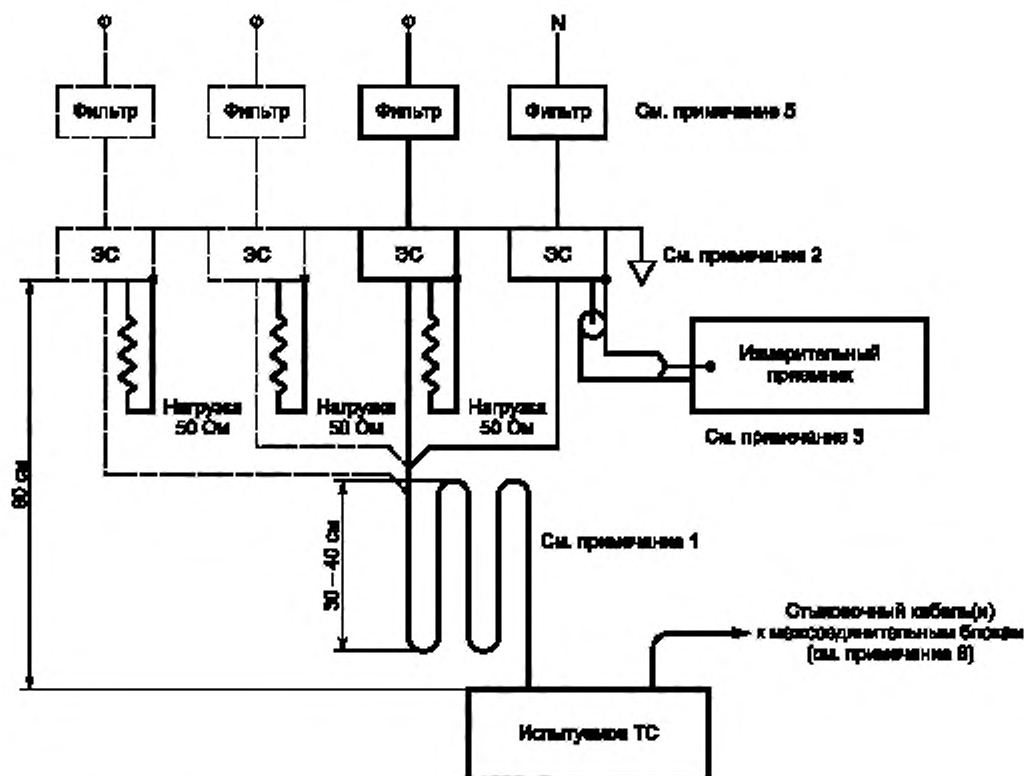 N
Фильтр
Фильтр
Фильтр
Фильтр
См. примечание 5
ЭС
ЭС
ЭС
ЭС
См. примечание 2
Измерительный
приемник
Нагрузка
50 Ом
Нагрузка
50 Ом
Нагрузка
50 Ом
См. примечание 3
80 см
30–40 см
См. примечание 1
Стыковочный кабель(и)
к межсоединительным блокам
(см. примечание)
Испытуемое ТС